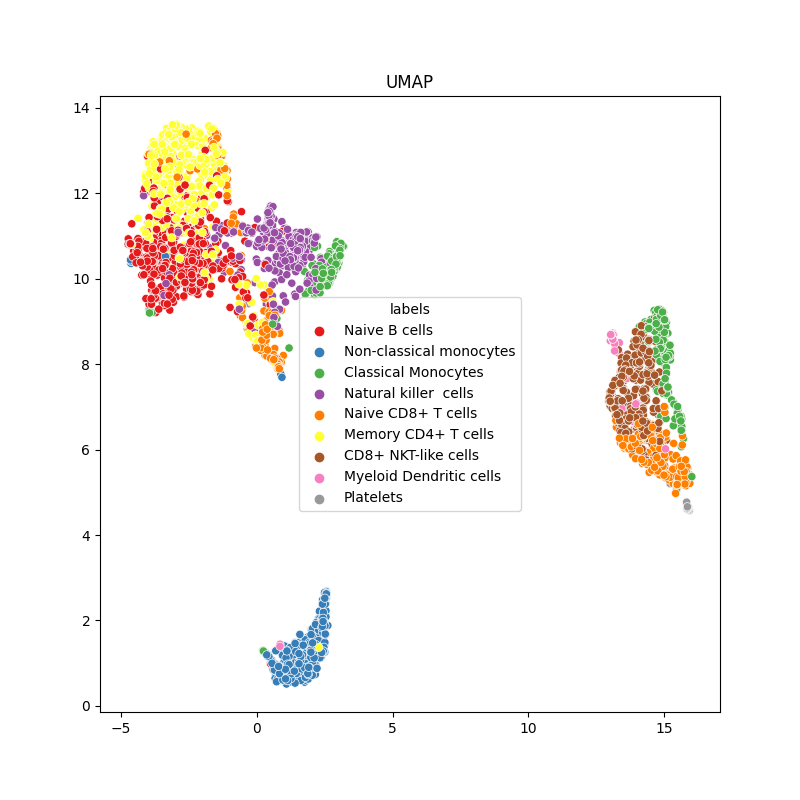 UMAP
14
12
10
8
6
4
2
0
labels
Naive B cells
Non-classical monocytes
Classical Monocytes
Natural killer  cells
Naive CD8+ T cells
Memory CD4+ T cells
CD8+ NKT-like cells
Myeloid Dendritic cells
Platelets
−5 0 5 10 15